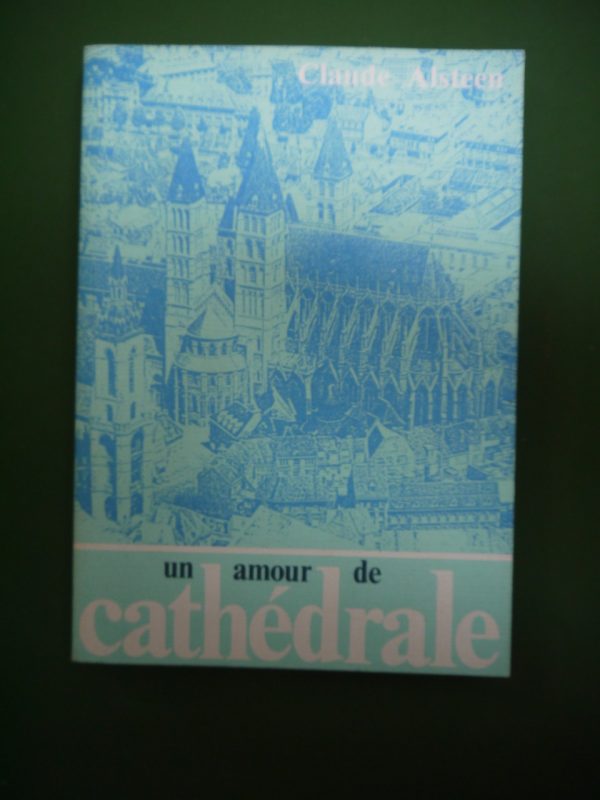 Claude Alsteen
un amour de
cathédrale